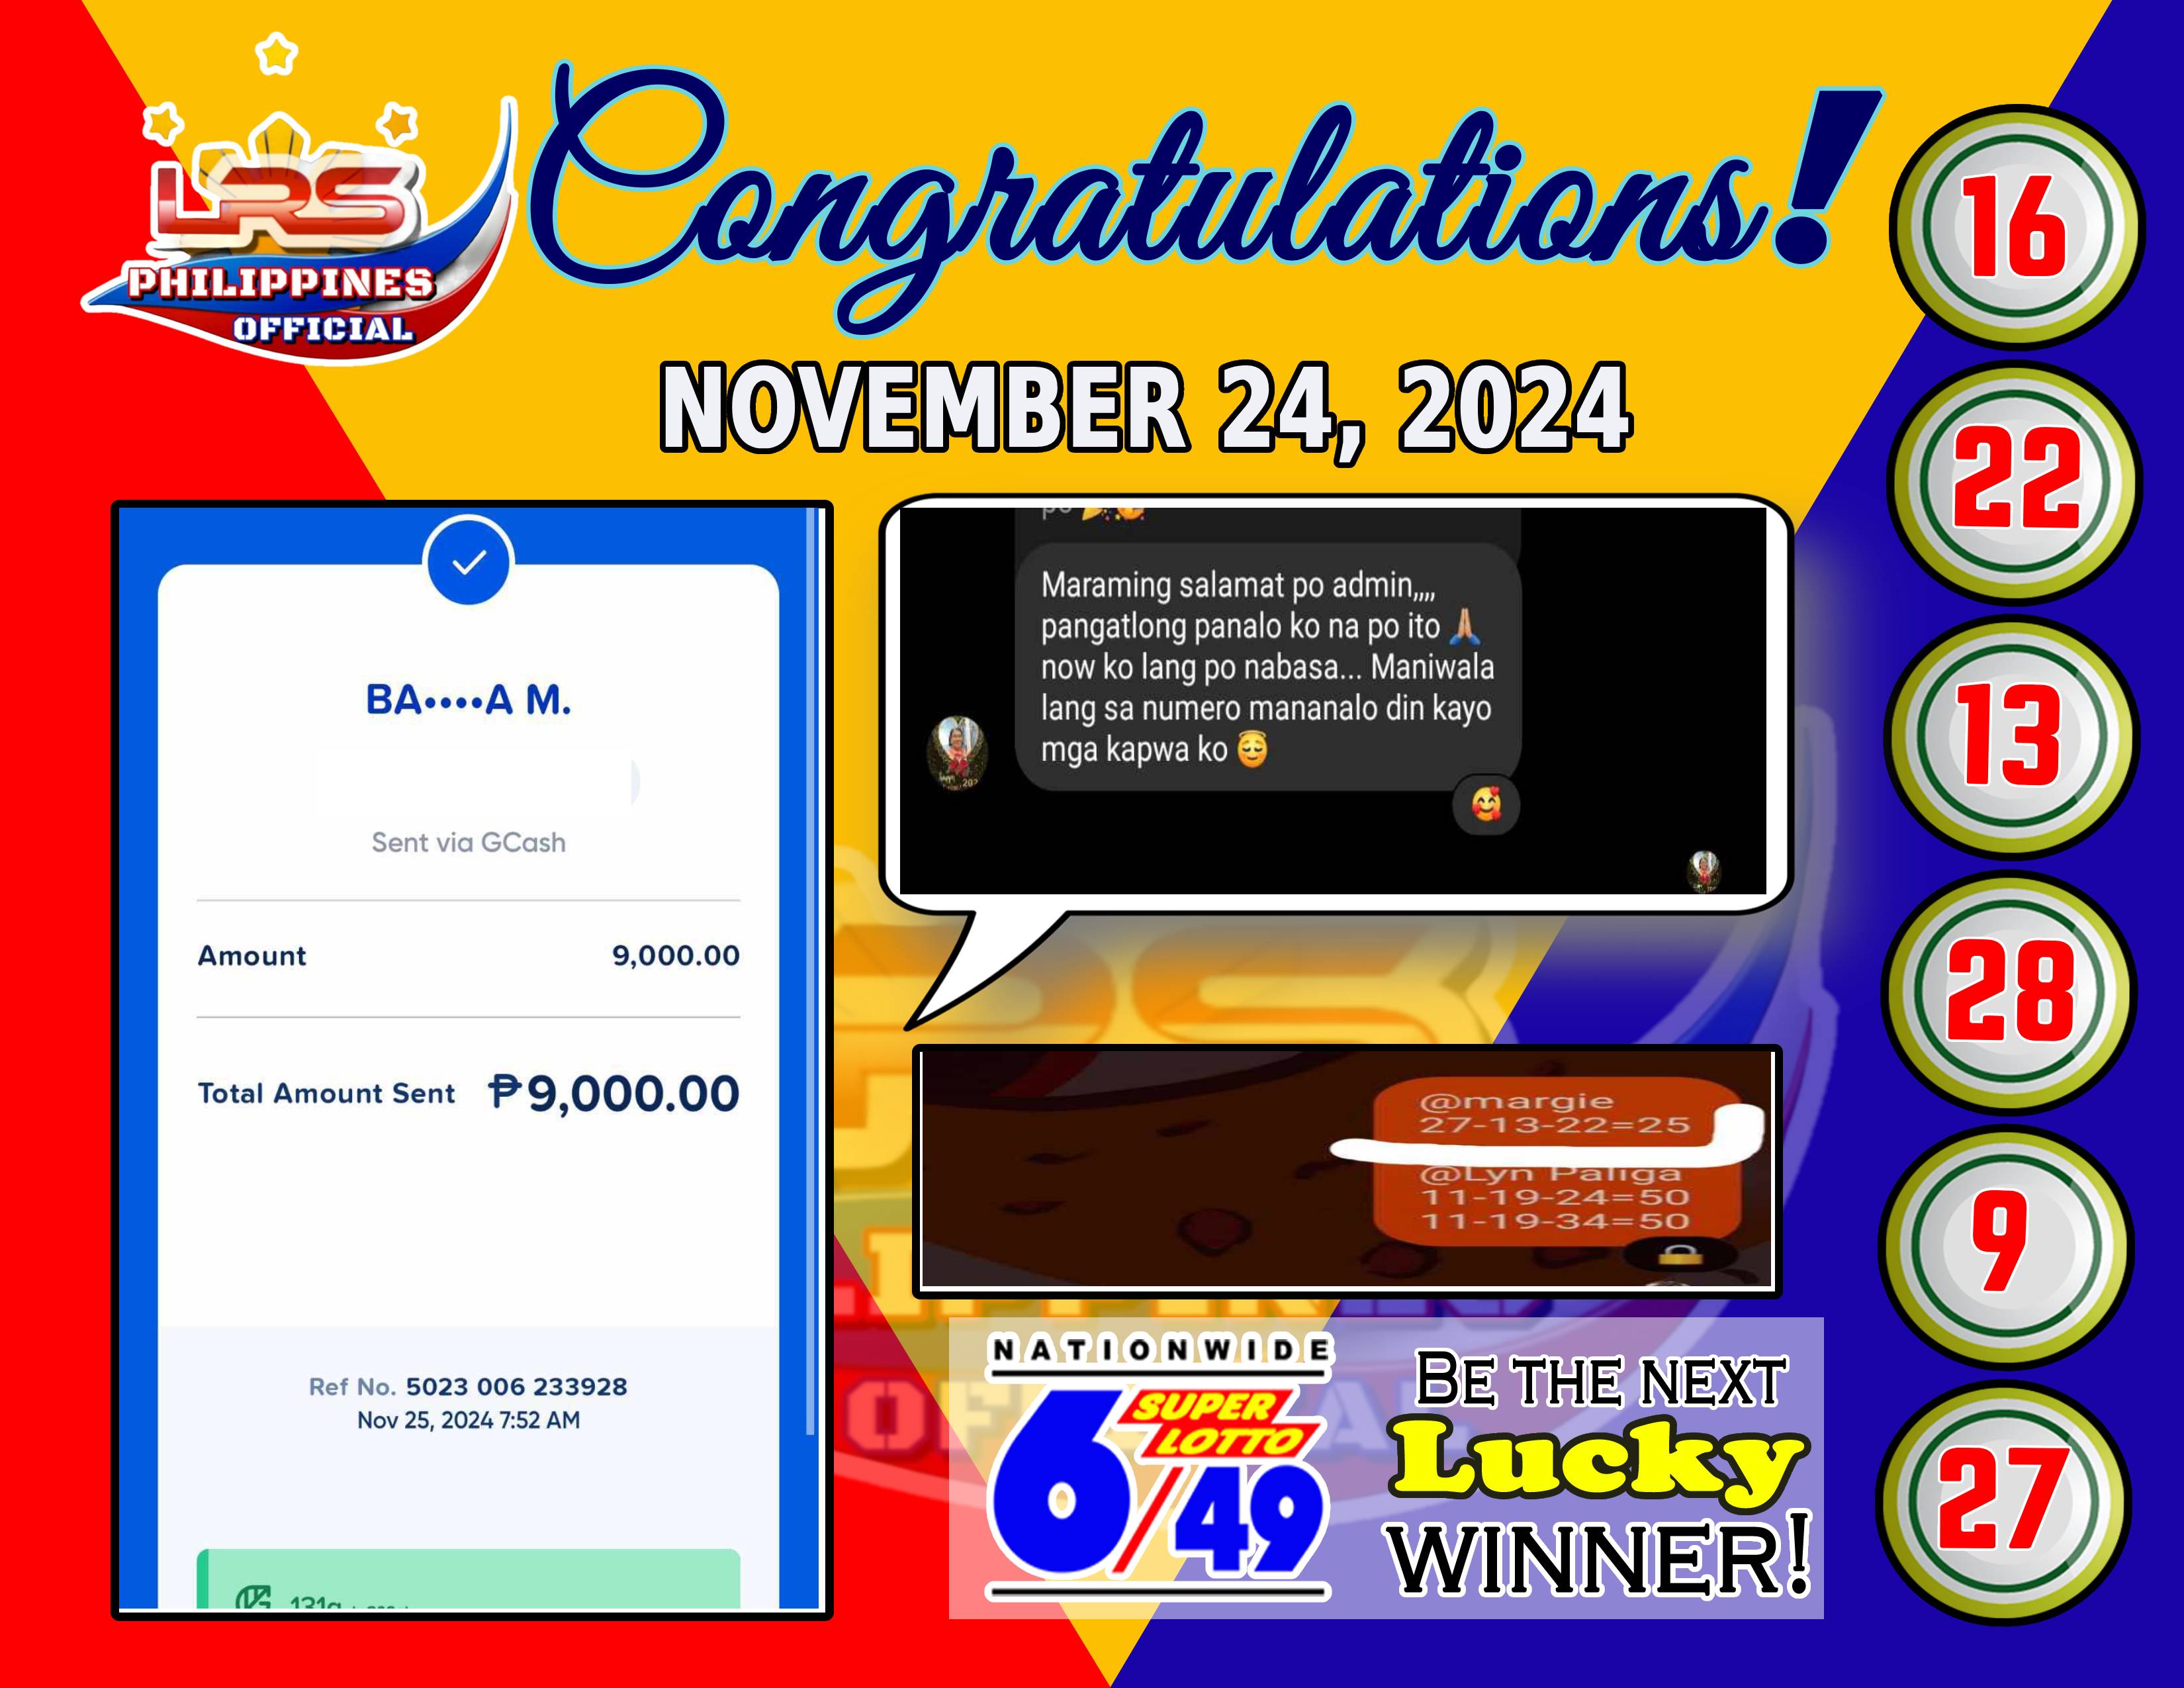 LRS
PHILIPPINES
OFFICIAL
Congratulations!
NOVEMBER 24, 2024
BA••••A M.
Sent via GCash
Amount 9,000.00
Total Amount Sent ₱9,000.00
Ref No. 5023 006 233928
Nov 25, 2024 7:52 AM
131g
po 🎉🥳
Maraming salamat po admin,,,,
pangatlong panalo ko na po ito 🙏🏼
now ko lang po nabasa... Maniwala
lang sa numero mananalo din kayo
mga kapwa ko 😇
@margie
27-13-22=25
@Lyn Paliga
11-19-24=50
11-19-34=50
NATIONWIDE
SUPER
LOTTO
6/49
BE THE NEXT
Lucky
WINNER!
16
22
13
28
9
27